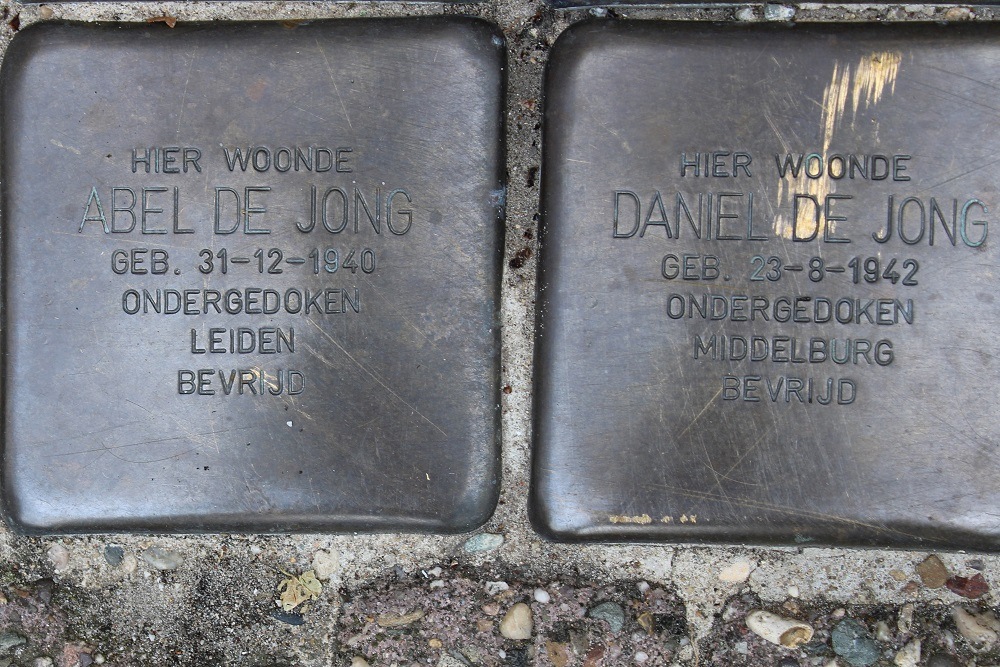 HIER WOONDE
ABEL DE JONG
GEB. 31-12-1940
ONDERGEDOKEN
LEIDEN
BEVRIJD
HIER WOONDE
DANIEL DE JONG
GEB. 23-8-1942
ONDERGEDOKEN
MIDDELBURG
BEVRIJD